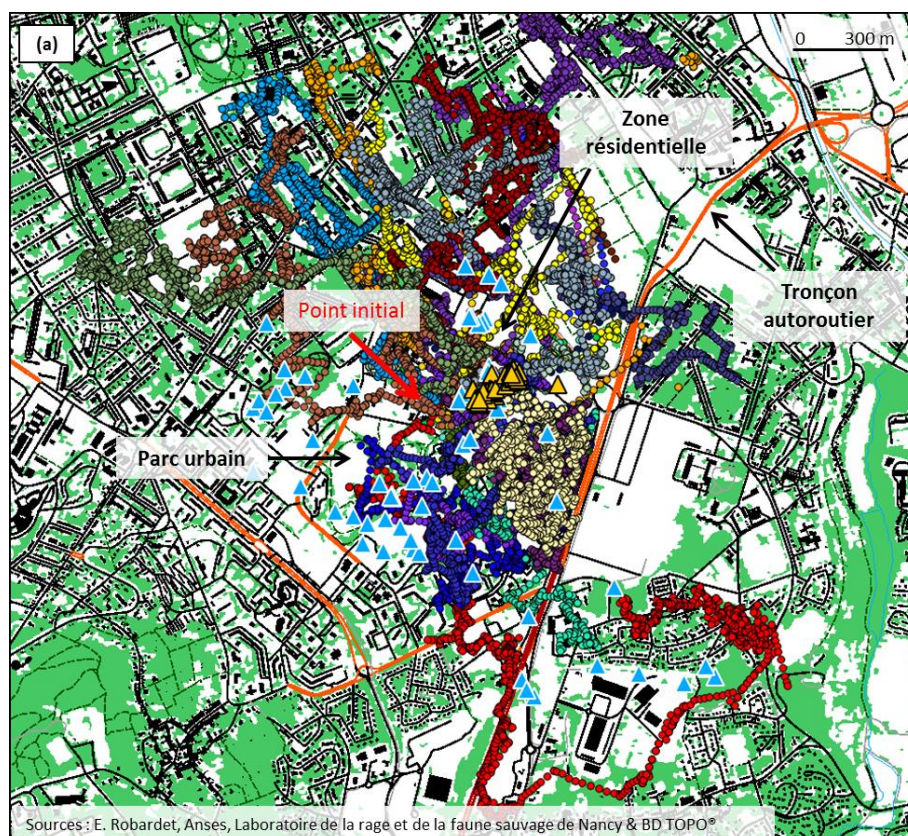 (a)
0 300 m
Zone
résidentielle
Point initial
Tronçon
autoroutier
Parc urbain
Sources : E. Robardet, Anses, Laboratoire de la rage et de la faune sauvage de Nancy & BD TOPO®